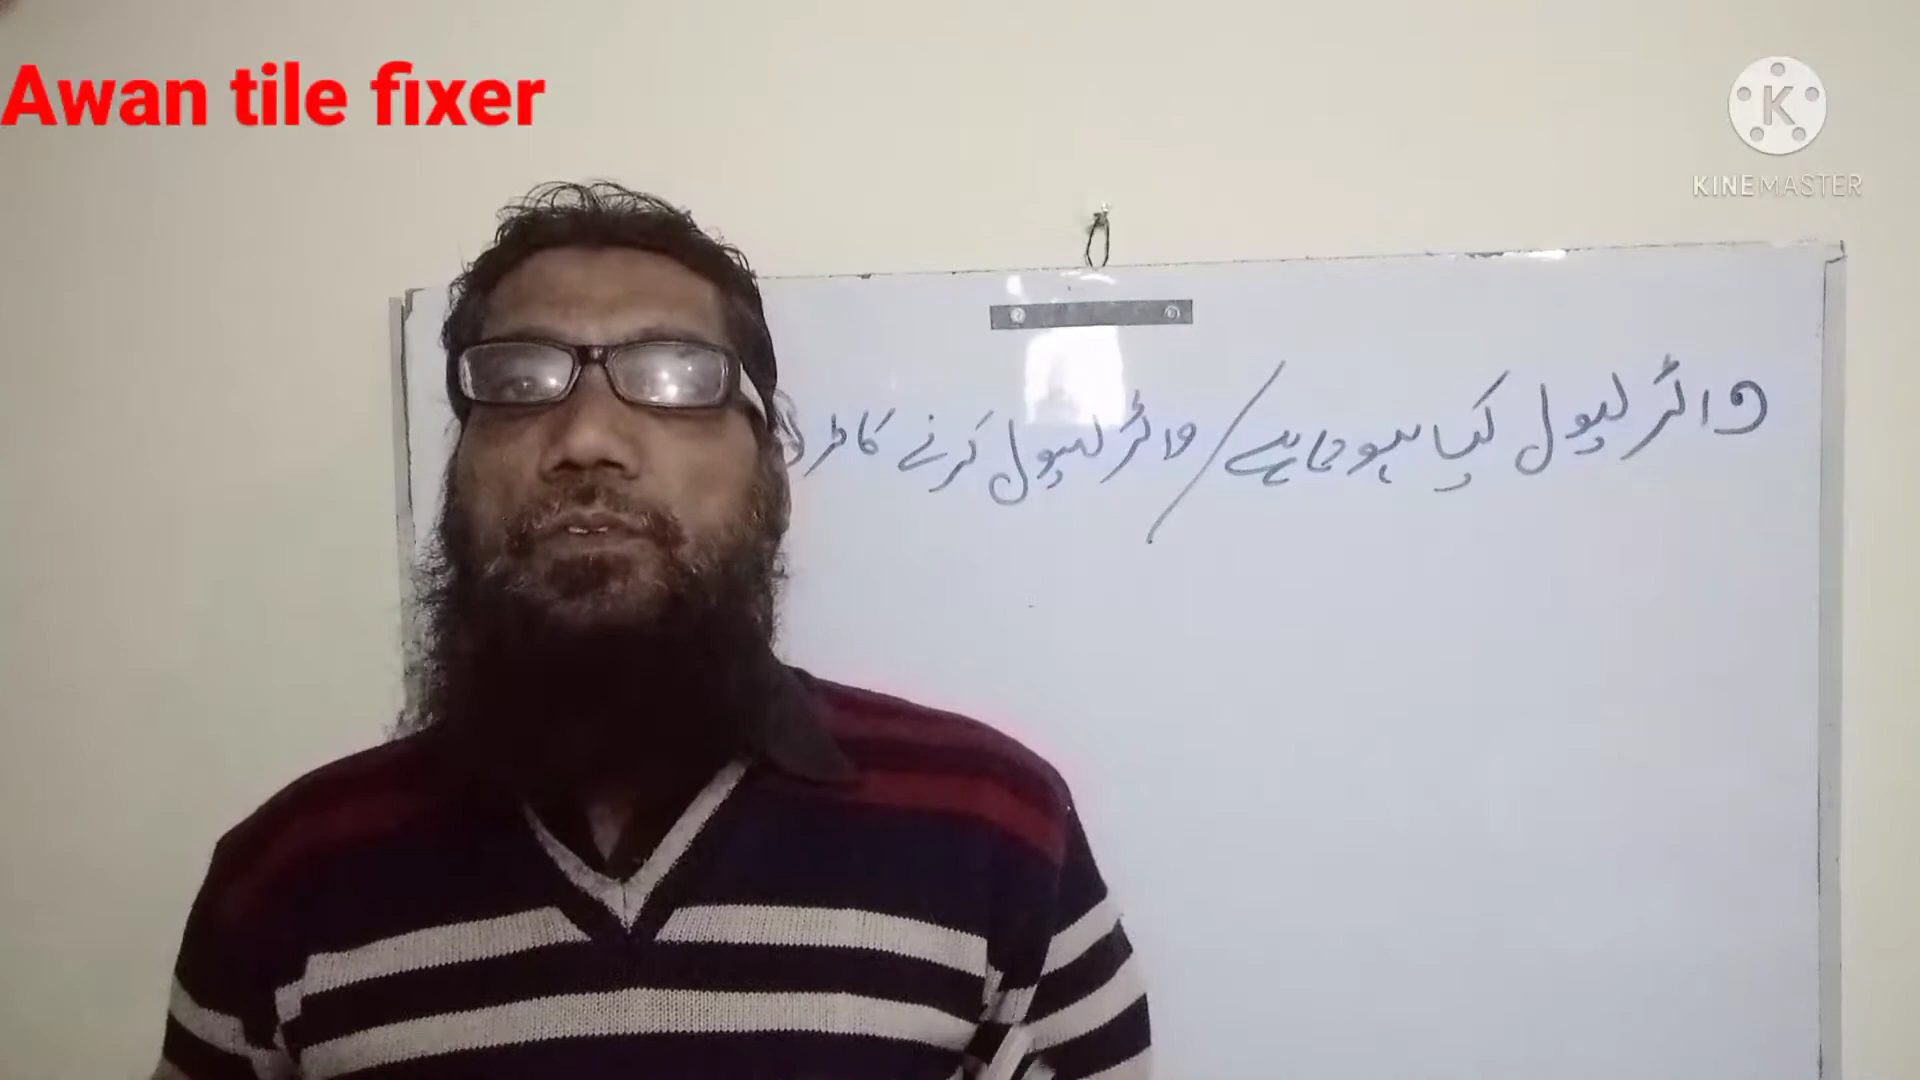 Awan tile fixer
KINEMASTER
واٹر لیول کیا ہوتا ہے / واٹر لیول کرنے کا